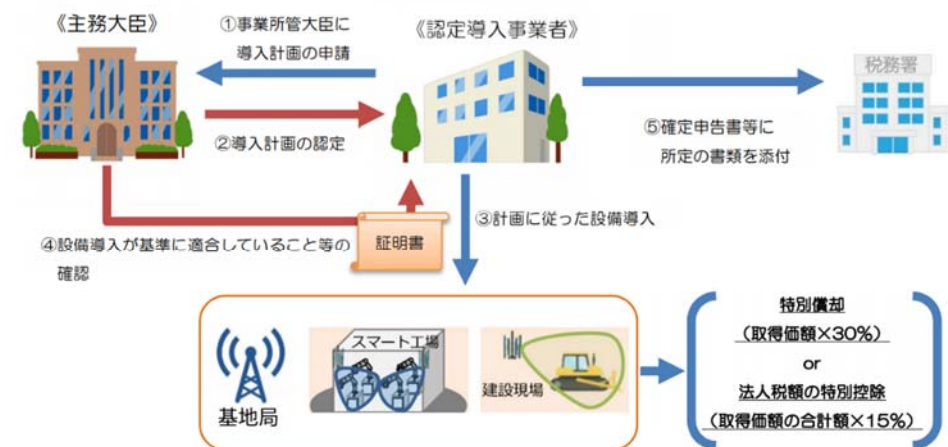 《主務大臣》
①事業所管大臣に
導入計画の申請
《認定導入事業者》
税務署
②導入計画の認定
⑤確定申告書等に
所定の書類を添付
③計画に従った設備導入
証明書
④設備導入が基準に適合していること等の
確認
基地局
スマート工場
建設現場
特別償却
(取得価額×30%)
or
法人税額の特別控除
(取得価額の合計額×15%)